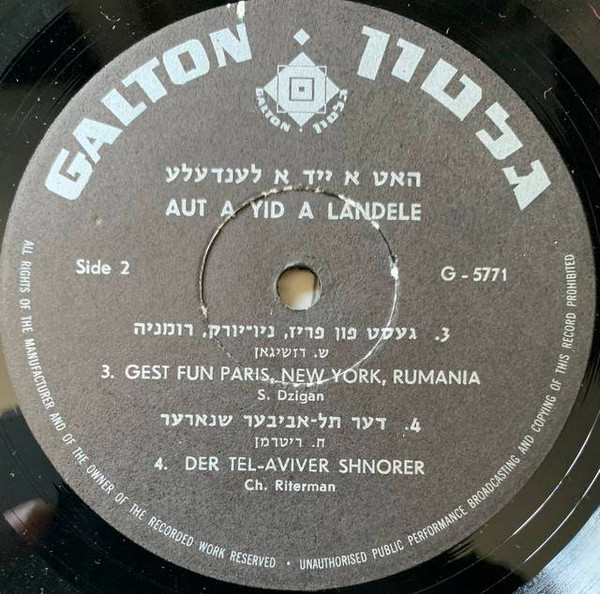 GALTON • גלטון
GALTON • גלטון
האט א ייד א לענדעלע
AUT A YID A LANDELE
Side 2
G - 5771
3. געסט פון פריז, ניו־יורק, רומניה
ש. דזשיגאן
3. GEST FUN PARIS, NEW YORK, RUMANIA
S. Dzigan
4. דער תל-אביבער שנארער
ח. ריטרמן
4. DER TEL-AVIVER SHNORER
Ch. Riterman
ALL RIGHTS OF THE MANUFACTURER AND OF THE OWNER OF THE RECORDED WORK RESERVED • UNAUTHORISED PUBLIC PERFORMANCE BROADCASTING AND COPYING OF THIS RECORD PROHIBITED